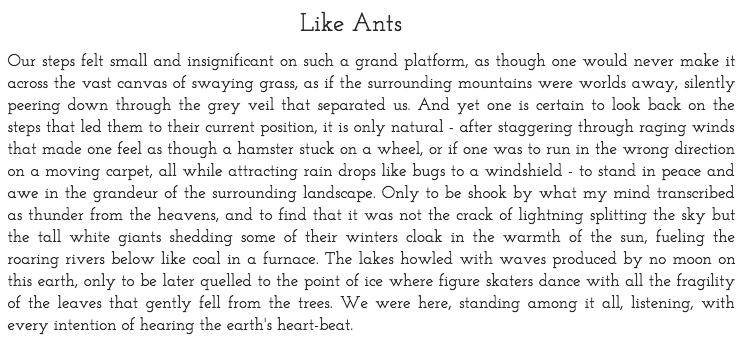 Like Ants
Our steps felt small and insignificant on such a grand platform, as though one would never make it
across the vast canvas of swaying grass, as if the surrounding mountains were worlds away, silently
peering down through the grey veil that separated us. And yet one is certain to look back on the
steps that led them to their current position, it is only natural - after staggering through raging winds
that made one feel as though a hamster stuck on a wheel, or if one was to run in the wrong direction
on a moving carpet, all while attracting rain drops like bugs to a windshield - to stand in peace and
awe in the grandeur of the surrounding landscape. Only to be shook by what my mind transcribed
as thunder from the heavens, and to find that it was not the crack of lightning splitting the sky but
the tall white giants shedding some of their winters cloak in the warmth of the sun, fueling the
roaring rivers below like coal in a furnace. The lakes howled with waves produced by no moon on
this earth, only to be later quelled to the point of ice where figure skaters dance with all the fragility
of the leaves that gently fell from the trees. We were here, standing among it all, listening, with
every intention of hearing the earth's heart-beat.